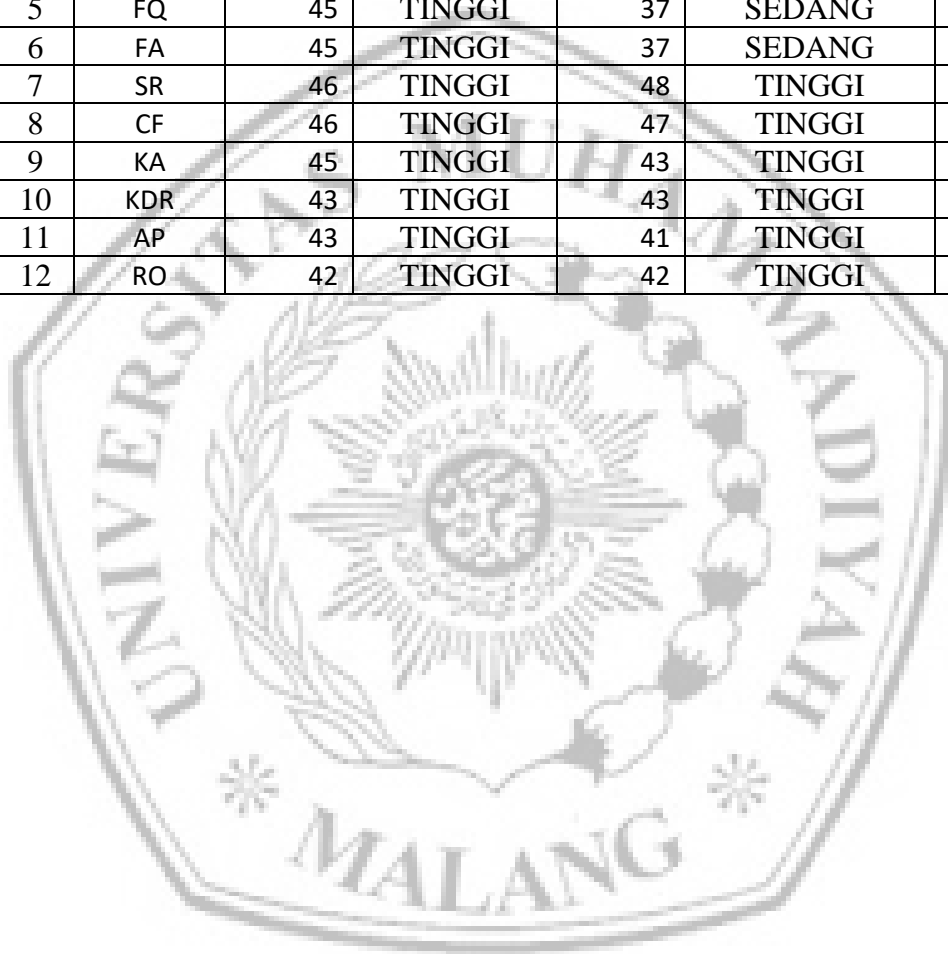 5 FQ 45 TINGGI 37 SEDANG
6 FA 45 TINGGI 37 SEDANG
7 SR 46 TINGGI 48 TINGGI
8 CF 46 TINGGI 47 TINGGI
9 KA 45 TINGGI 43 TINGGI
10 KDR 43 TINGGI 43 TINGGI
11 AP 43 TINGGI 41 TINGGI
12 RO 42 TINGGI 42 TINGGI
UNIVERSITAS MUHAMMADIYAH
MALANG